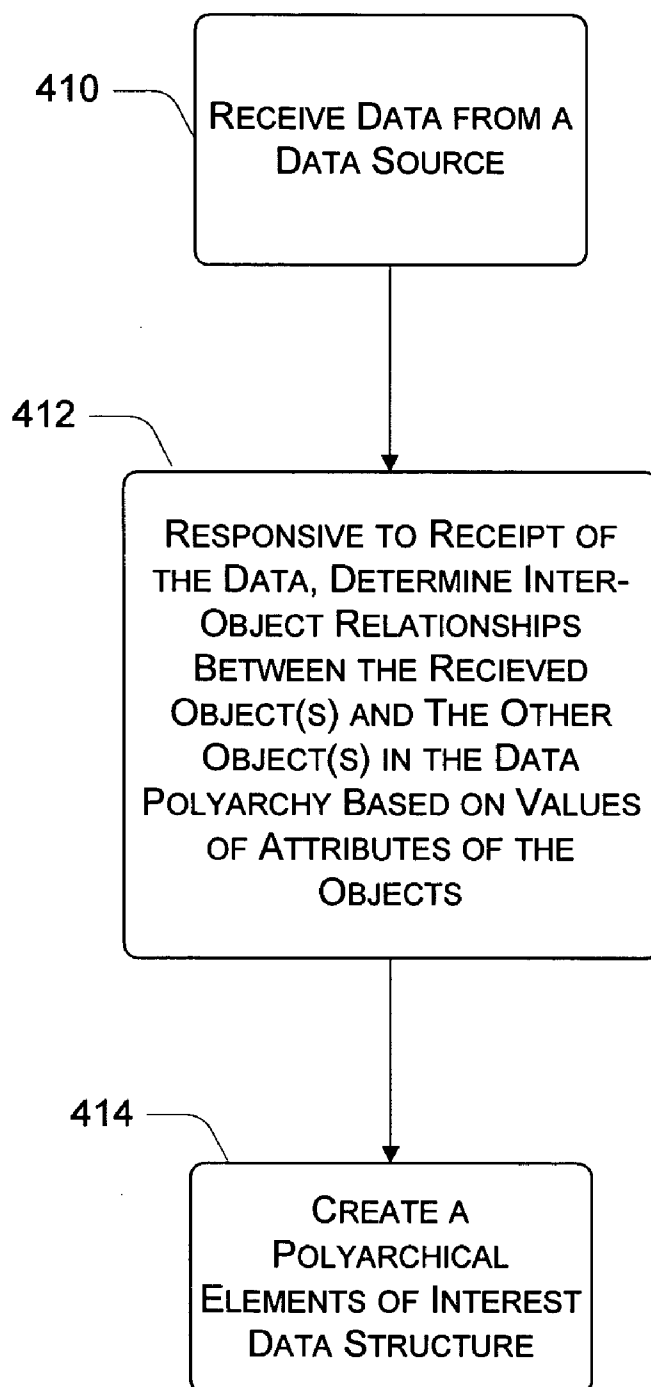 410
RECEIVE DATA FROM A
DATA SOURCE
412
RESPONSIVE TO RECEIPT OF
THE DATA, DETERMINE INTER-
OBJECT RELATIONSHIPS
BETWEEN THE RECIEVED
OBJECT(S) AND THE OTHER
OBJECT(S) IN THE DATA
POLYARCHY BASED ON VALUES
OF ATTRIBUTES OF THE
OBJECTS
414
CREATE A
POLYARCHICAL
ELEMENTS OF INTEREST
DATA STRUCTURE